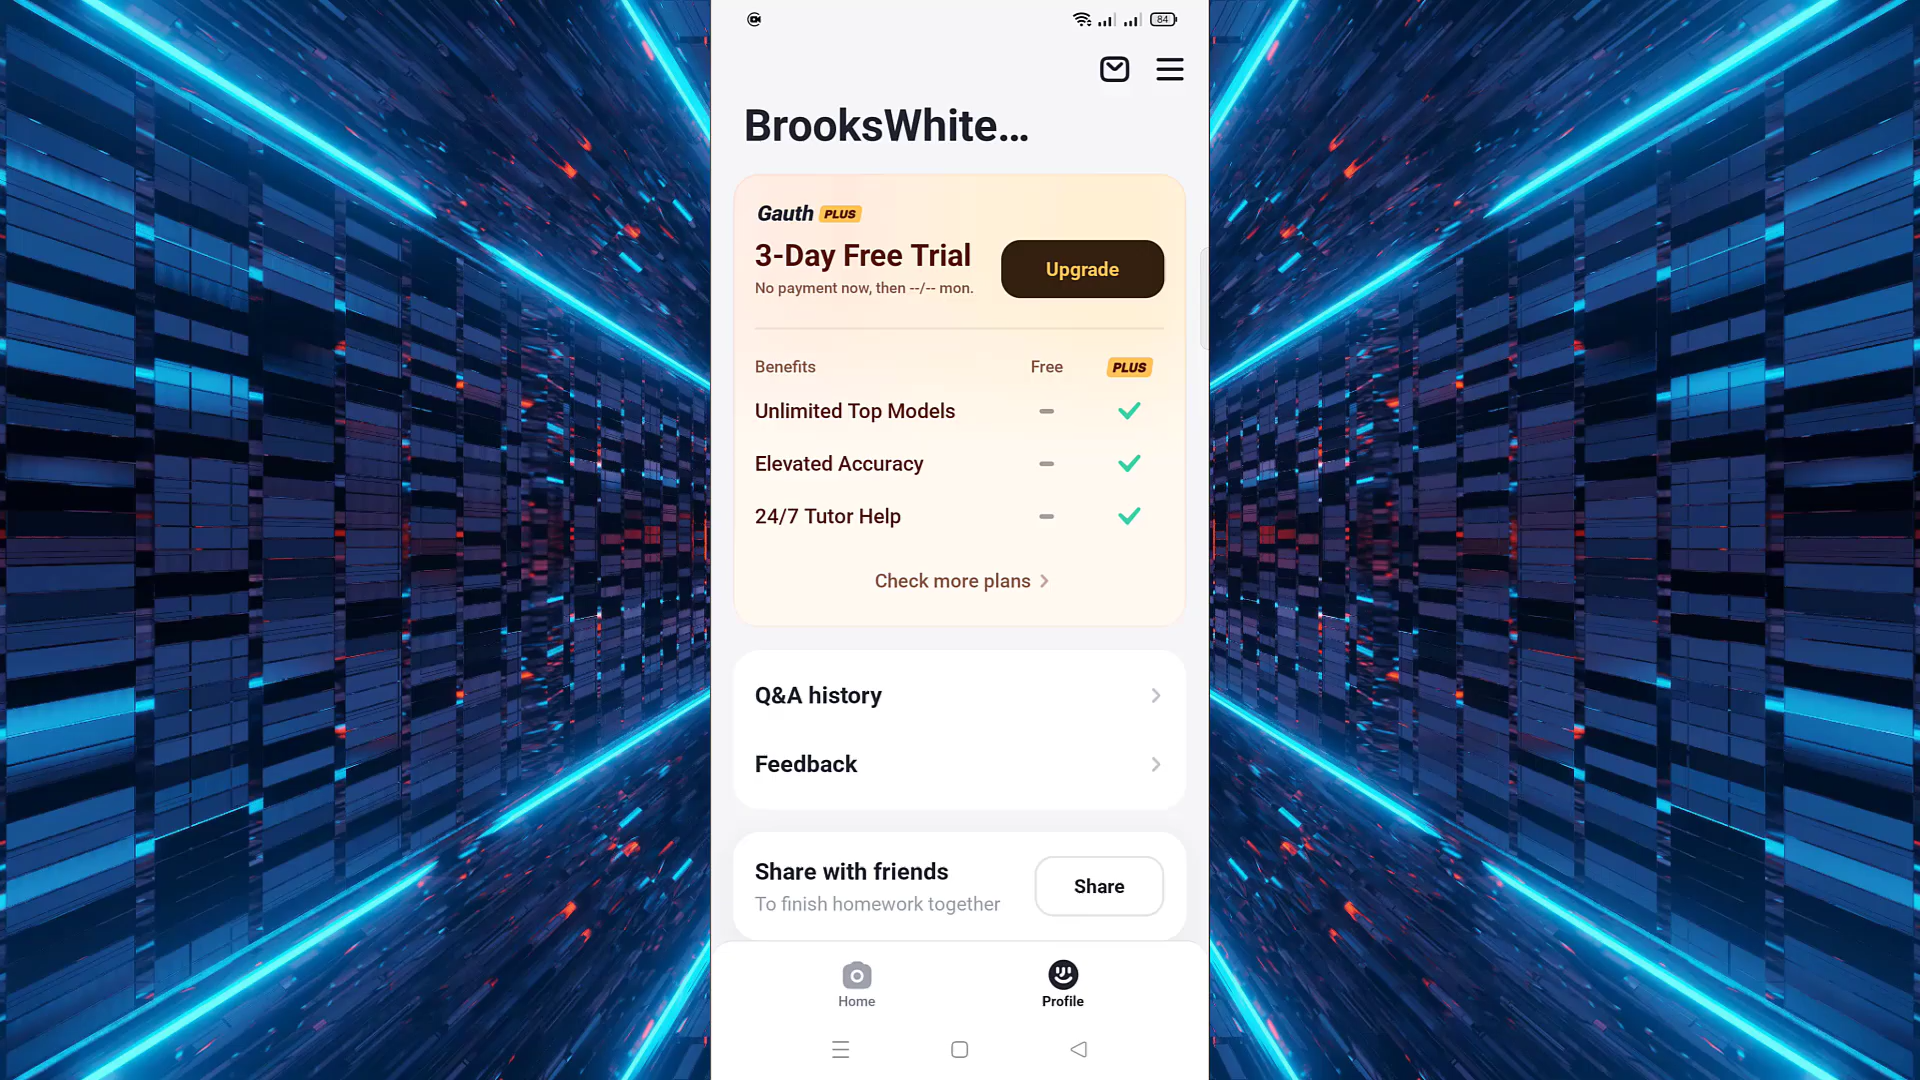 84
BrooksWhite...
Gauth PLUS
3-Day Free Trial
No payment now, then --/-- mon.
Upgrade
Benefits Free PLUS
Unlimited Top Models
Elevated Accuracy
24/7 Tutor Help
Check more plans
Q&A history
Feedback
Share with friends
To finish homework together
Share
Home Profile